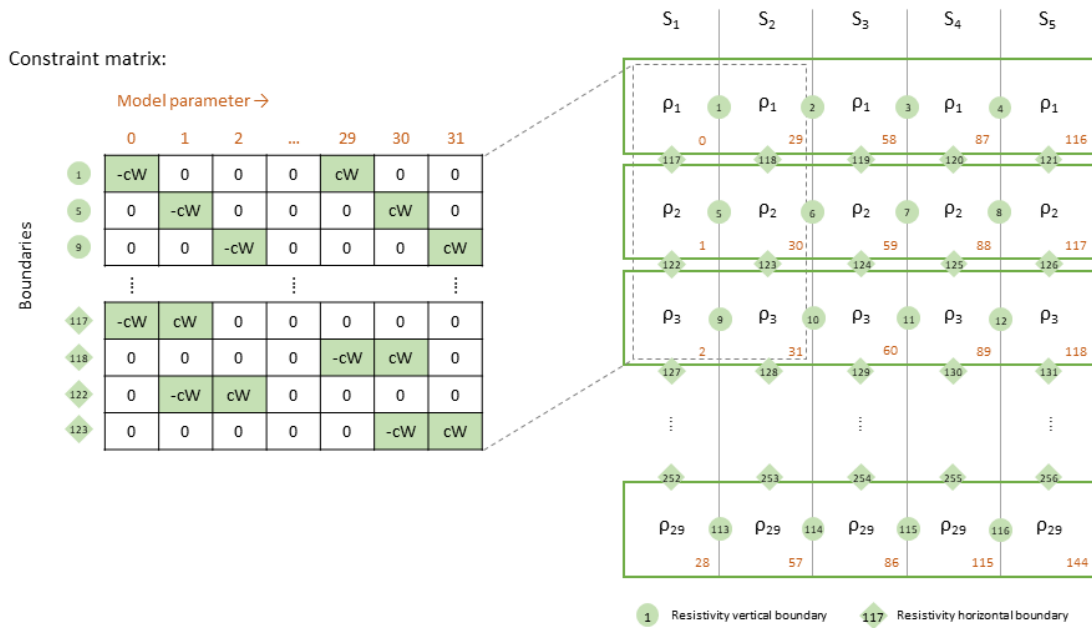 S1 S2 S3 S4 S5
Constraint matrix:
Model parameter →
0 1 2 ... 29 30 31
Boundaries
1 -cW 0 0 0 cW 0 0
5 0 -cW 0 0 0 cW 0
9 0 0 -cW 0 0 0 cW
117 -cW cW 0 0 0 0 0
118 0 0 0 0 -cW cW 0
122 0 -cW cW 0 0 0 0
123 0 0 0 0 0 -cW cW
ρ1 1 ρ1 2 ρ1 3 ρ1 4 ρ1
0 29 58 87 116
117 118 119 120 121
ρ2 5 ρ2 6 ρ2 7 ρ2 8 ρ2
1 30 59 88 117
122 123 124 125 126
ρ3 9 ρ3 10 ρ3 11 ρ3 12 ρ3
2 31 60 89 118
127 128 129 130 131
252 253 254 255 256
ρ29 113 ρ29 114 ρ29 115 ρ29 116 ρ29
28 57 86 115 144
1 Resistivity vertical boundary 117 Resistivity horizontal boundary